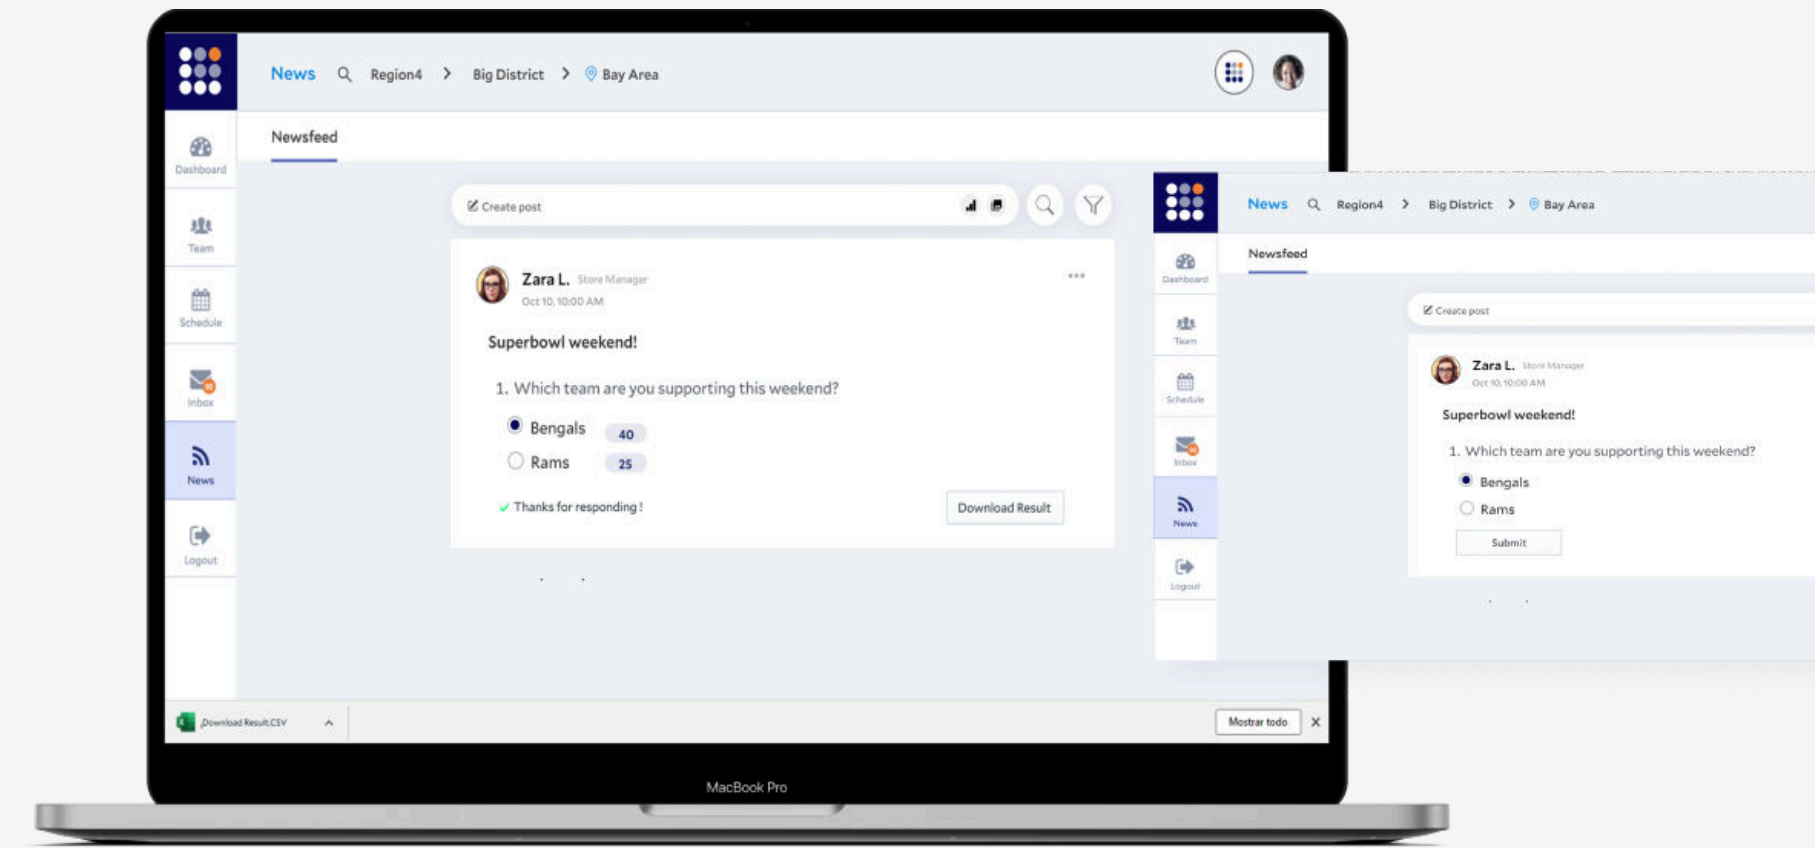 News Region4 > Big District > Bay Area
Newsfeed
Dashboard
Team
Schedule
Inbox
News
Logout
Create post
Zara L. Store Manager
Oct 10, 10:00 AM
Superbowl weekend!
1. Which team are you supporting this weekend?
Bengals 40
Rams 25
Thanks for responding !
Download Result
Download Result.CSV
Mostrar todo
MacBook Pro
News Region4 > Big District > Bay Area
Newsfeed
Dashboard
Team
Schedule
Inbox
News
Logout
Create post
Zara L. Store Manager
Oct 10, 10:00 AM
Superbowl weekend!
1. Which team are you supporting this weekend?
Bengals
Rams
Submit